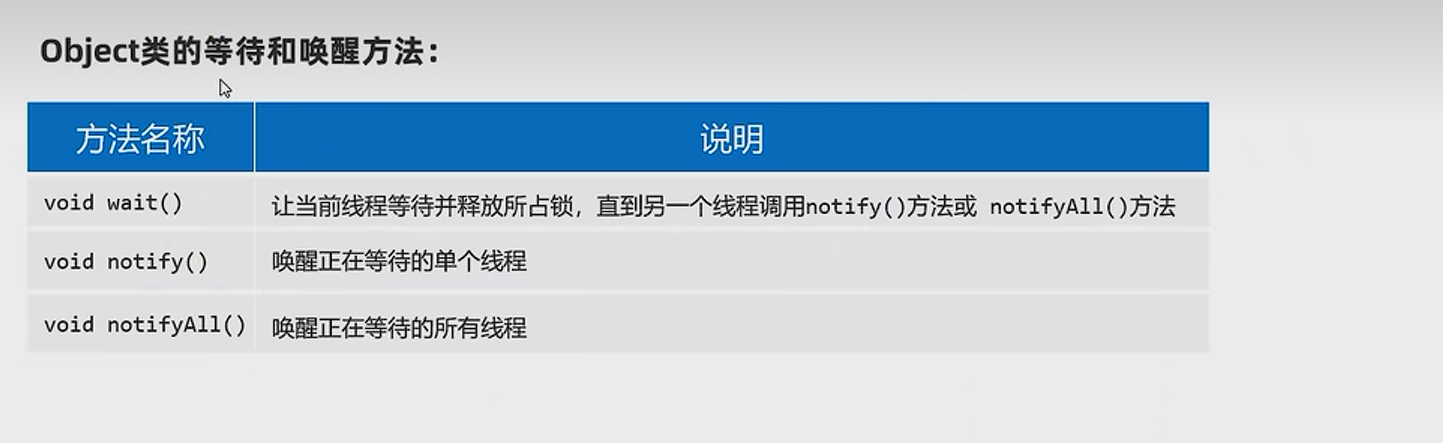 Object类的等待和唤醒方法：
方法名称 说明
void wait() 让当前线程等待并释放所占锁，直到另一个线程调用notify()方法或 notifyAll()方法
void notify() 唤醒正在等待的单个线程
void notifyAll() 唤醒正在等待的所有线程